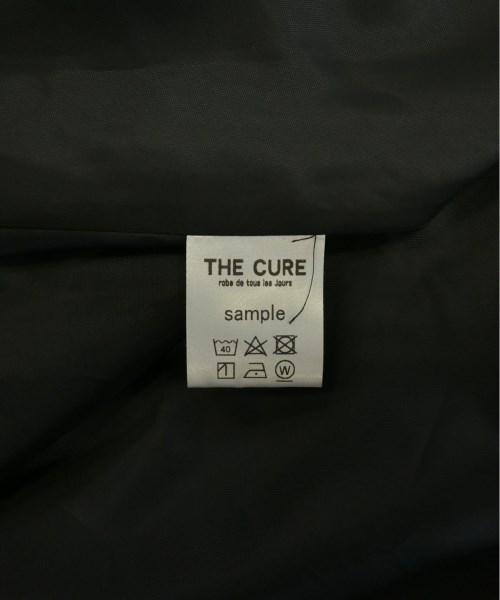 THE CURE
robe de tous les Jours
sample
40
W